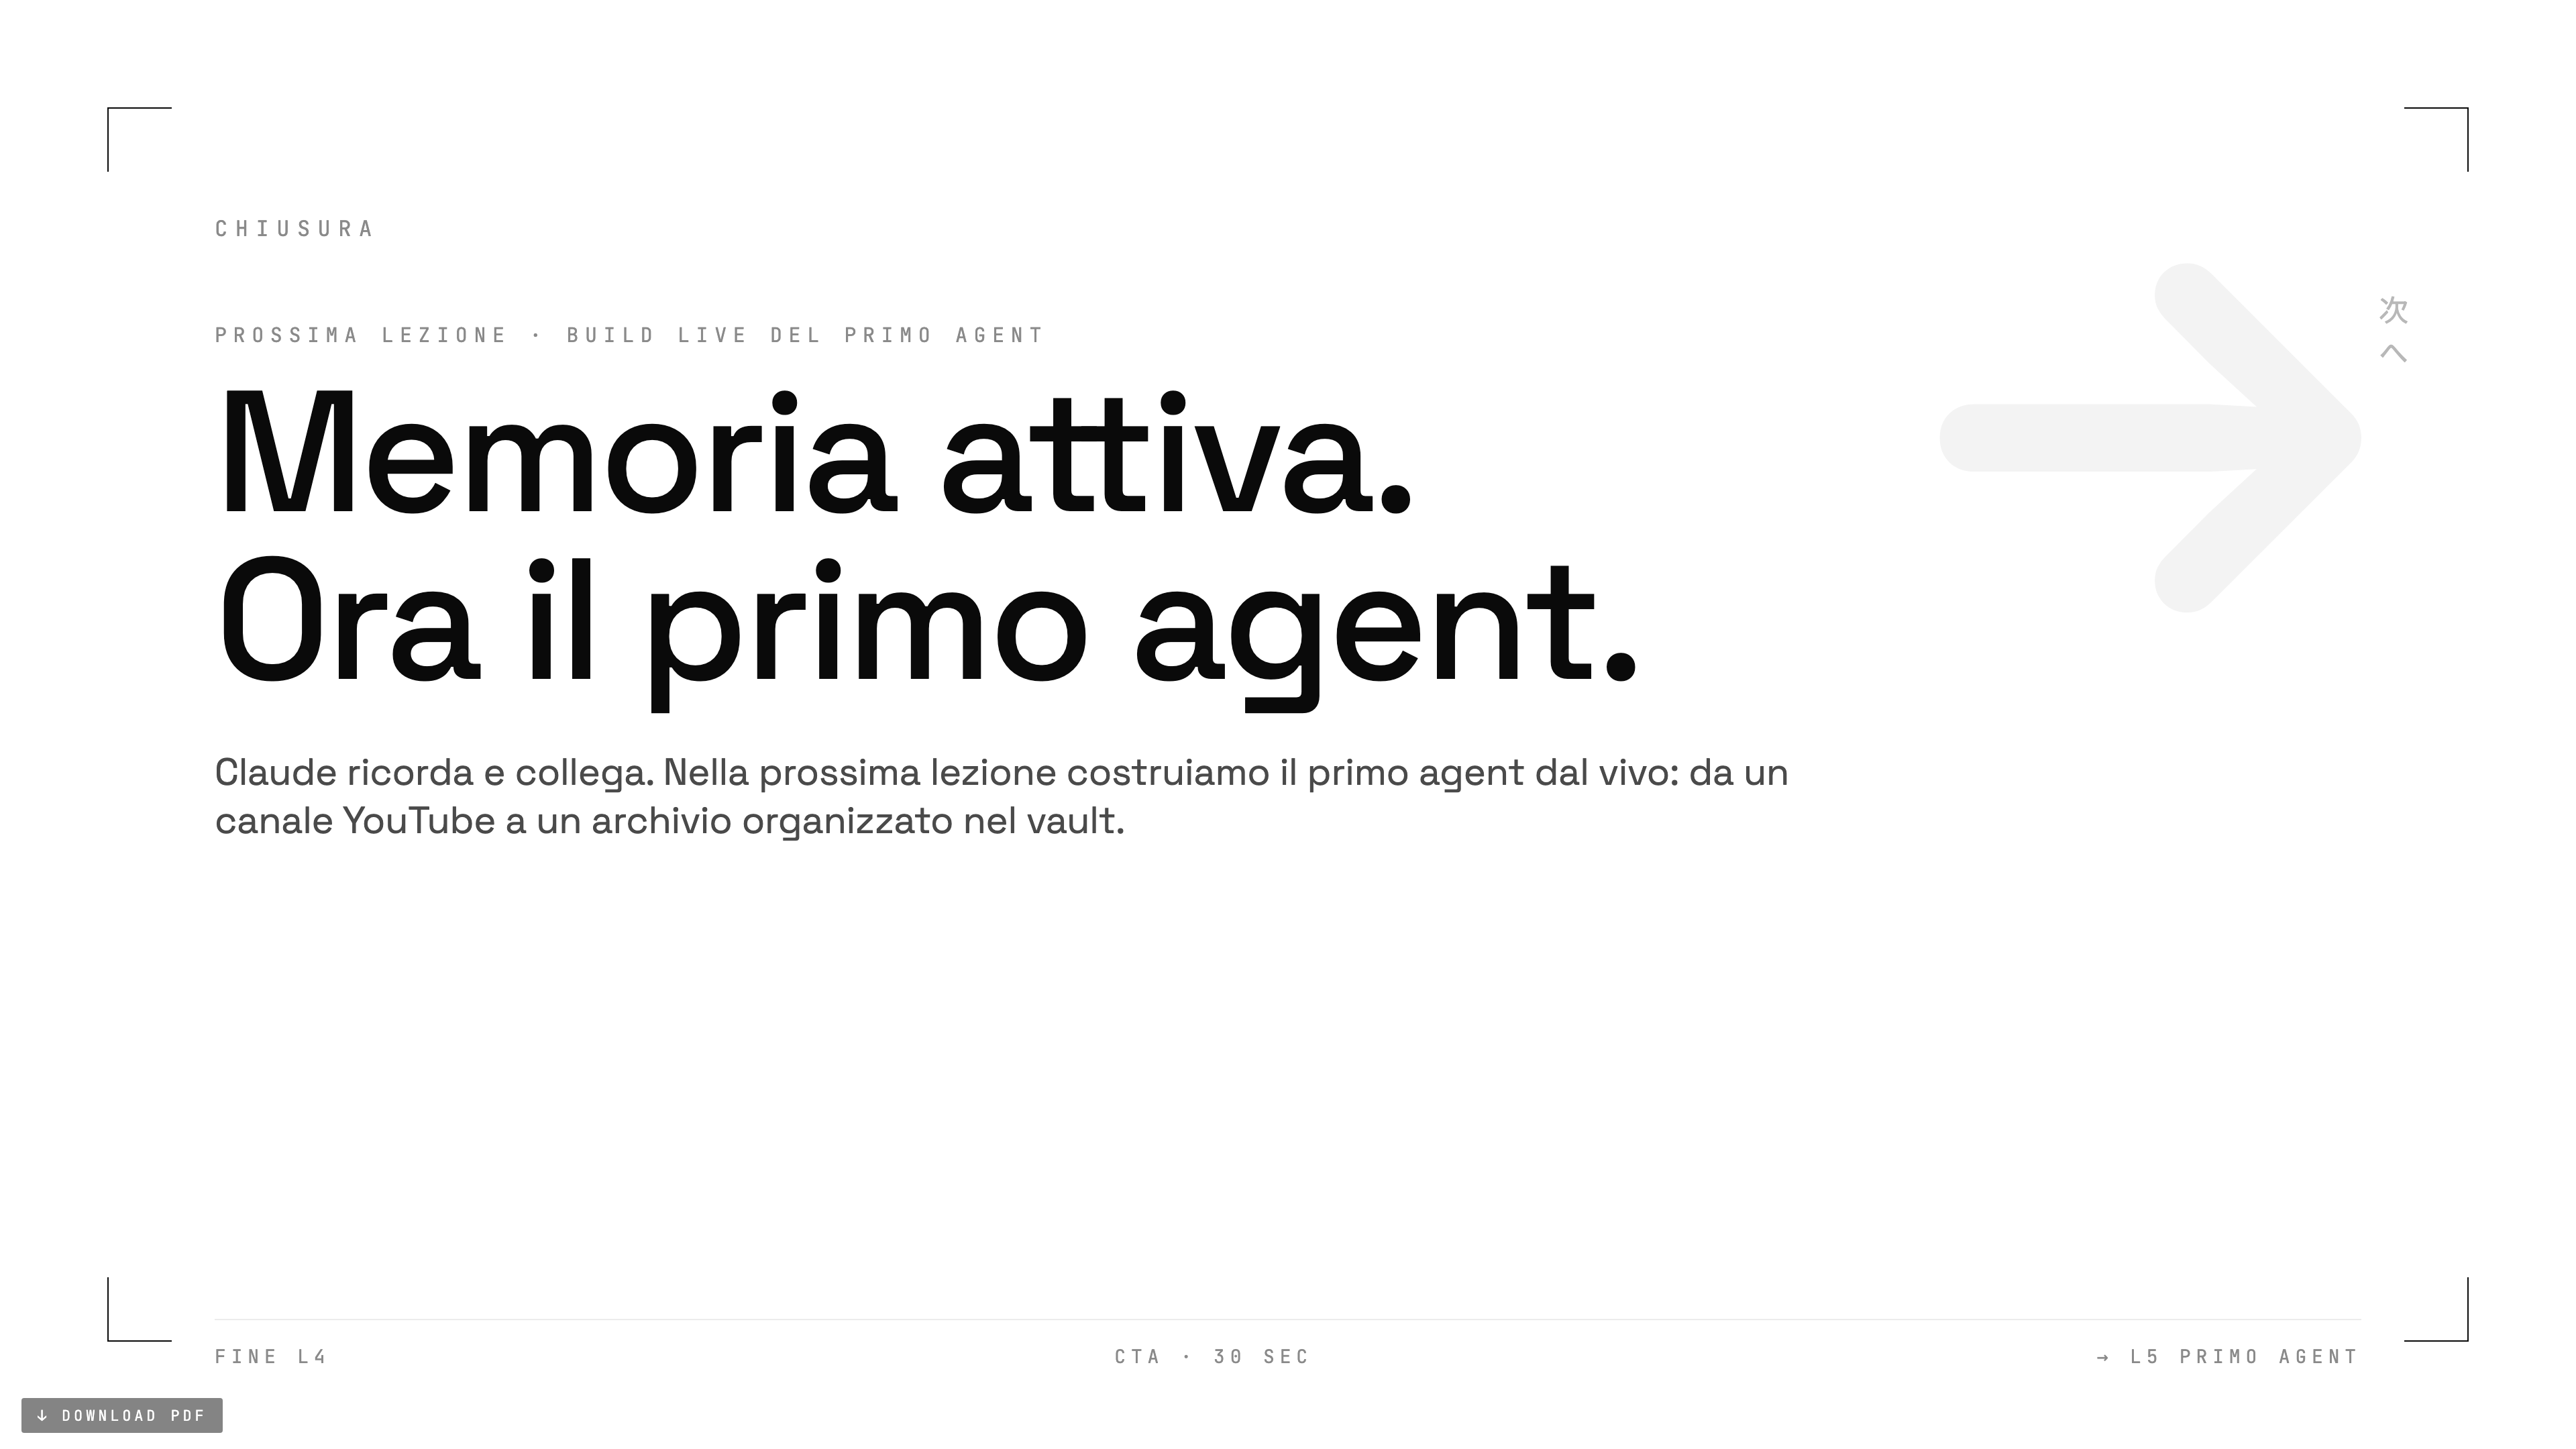 CHIUSURA
PROSSIMA LEZIONE · BUILD LIVE DEL PRIMO AGENT
Memoria attiva.
Ora il primo agent.
Claude ricorda e collega. Nella prossima lezione costruiamo il primo agent dal vivo: da un
canale YouTube a un archivio organizzato nel vault.
次へ
FINE L4
CTA · 30 SEC
→ L5 PRIMO AGENT
↓ DOWNLOAD PDF